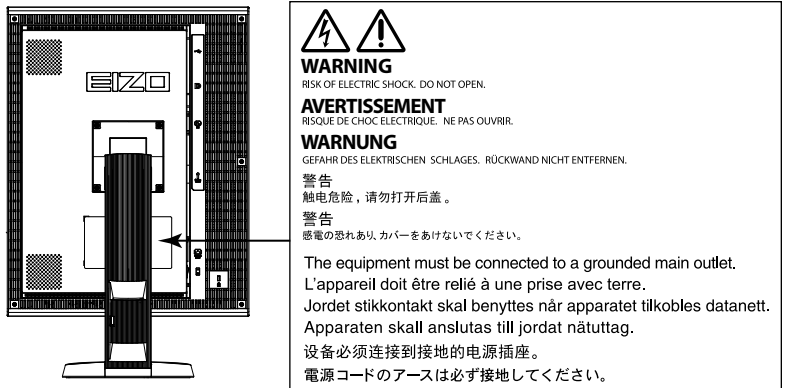 EIZO
WARNING
RISK OF ELECTRIC SHOCK. DO NOT OPEN.
AVERTISSEMENT
RISQUE DE CHOC ELECTRIQUE. NE PAS OUVRIR.
WARNUNG
GEFAHR DES ELEKTRISCHEN SCHLAGES. RÜCKWAND NICHT ENTFERNEN.
警告
触电危险，请勿打开后盖。
警告
感電の恐れあり、カバーをあけないでください。
The equipment must be connected to a grounded main outlet.
L'appareil doit être relié à une prise avec terre.
Jordet stikkontakt skal benyttes når apparatet tilkobles datanett.
Apparaten skall anslutas till jordat nätuttag.
设备必须连接到接地的电源插座。
電源コードのアースは必ず接地してください。